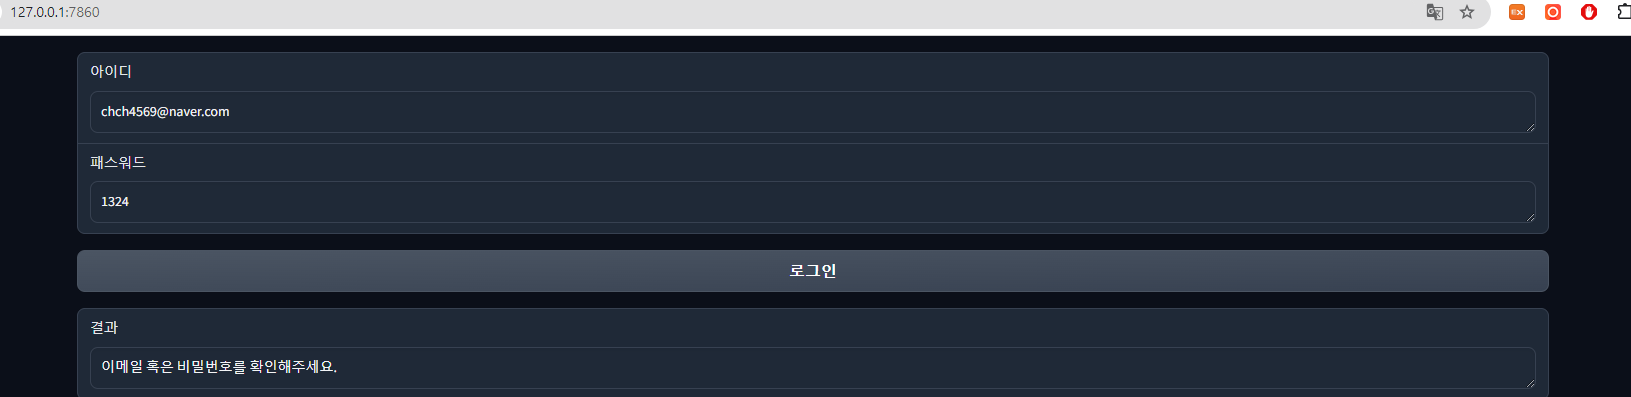 127.0.0.1:7860
아이디
chch4569@naver.com
패스워드
1324
로그인
결과
이메일 혹은 비밀번호를 확인해주세요.